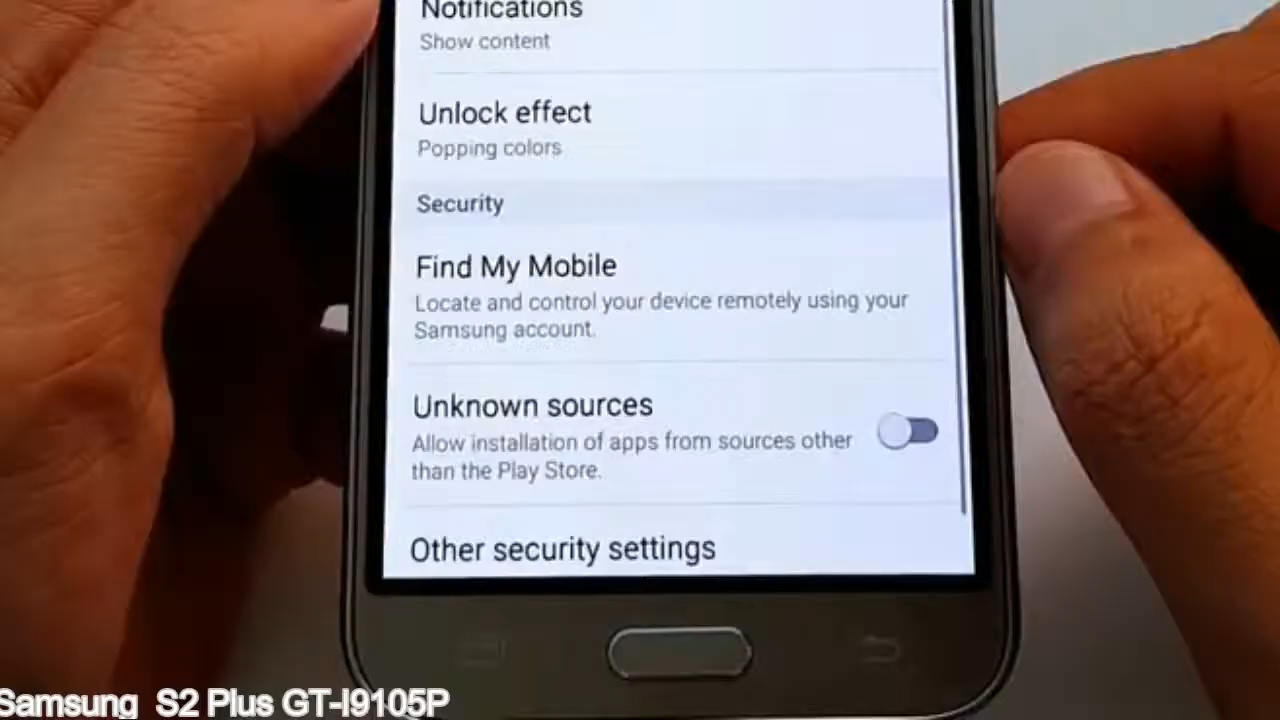 Notifications
Show content
Unlock effect
Popping colors
Security
Find My Mobile
Locate and control your device remotely using your
Samsung account.
Unknown sources
Allow installation of apps from sources other
than the Play Store.
Other security settings
Samsung S2 Plus GT-I9105P